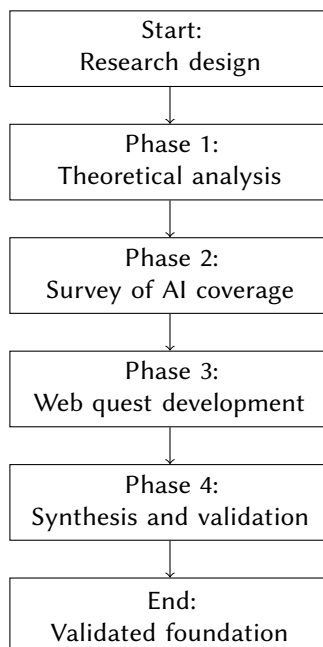 Start:
Research design
Phase 1:
Theoretical analysis
Phase 2:
Survey of AI coverage
Phase 3:
Web quest development
Phase 4:
Synthesis and validation
End:
Validated foundation